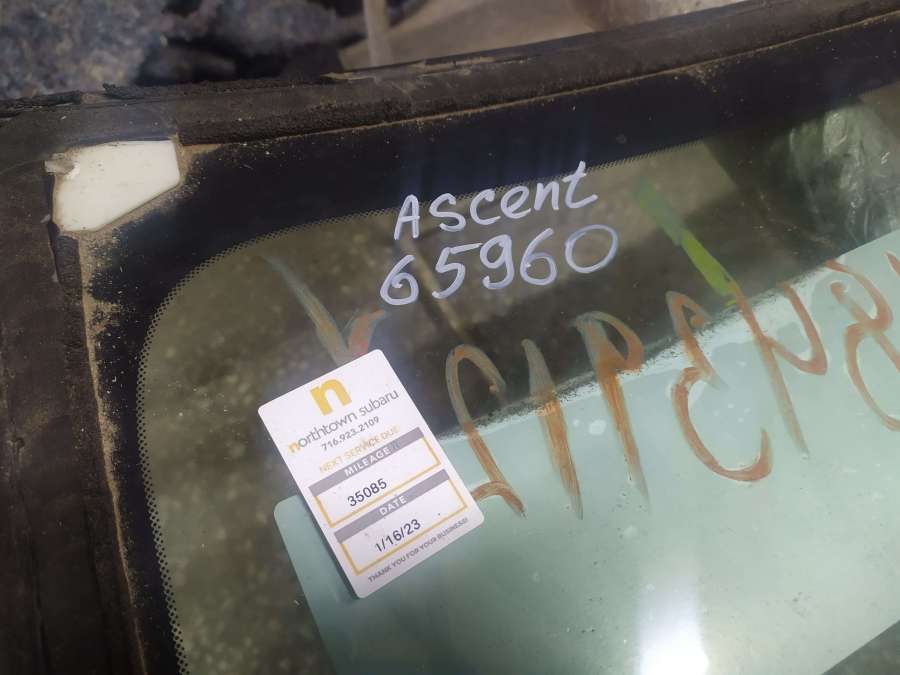 Ascent
65960
n
northtown subaru
716.923.2109
NEXT SERVICE DUE:
MILEAGE
35085
DATE
1/16/23
THANK YOU FOR YOUR BUSINESS!